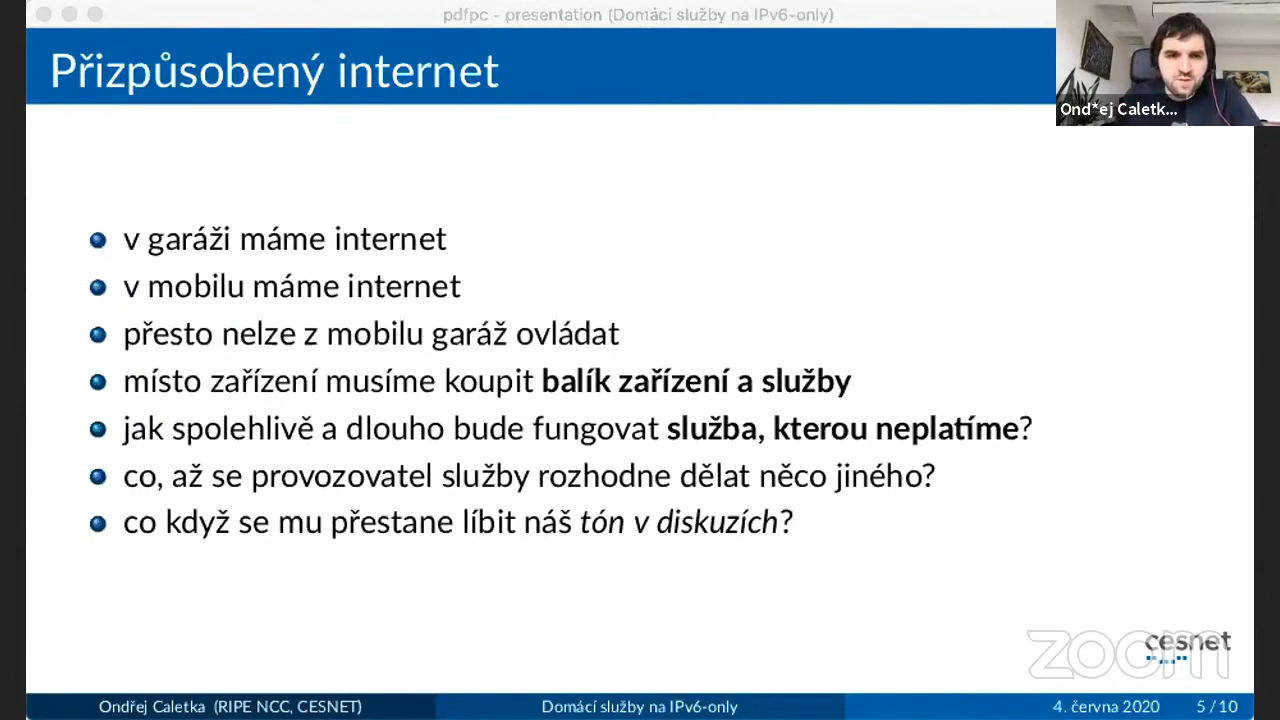 pdfpc - presentation (Domácí služby na IPv6-only)
Přizpůsobený internet
Ond*ej Caletk...
v garáži máme internet
v mobilu máme internet
přesto nelze z mobilu garáž ovládat
místo zařízení musíme koupit balík zařízení a služby
jak spolehlivě a dlouho bude fungovat služba, kterou neplatíme?
co, až se provozovatel služby rozhodne dělat něco jiného?
co když se mu přestane líbit náš tón v diskuzích?
cesnet
zoom
Ondřej Caletka (RIPE NCC, CESNET)
Domácí služby na IPv6-only
4. června 2020 5 / 10